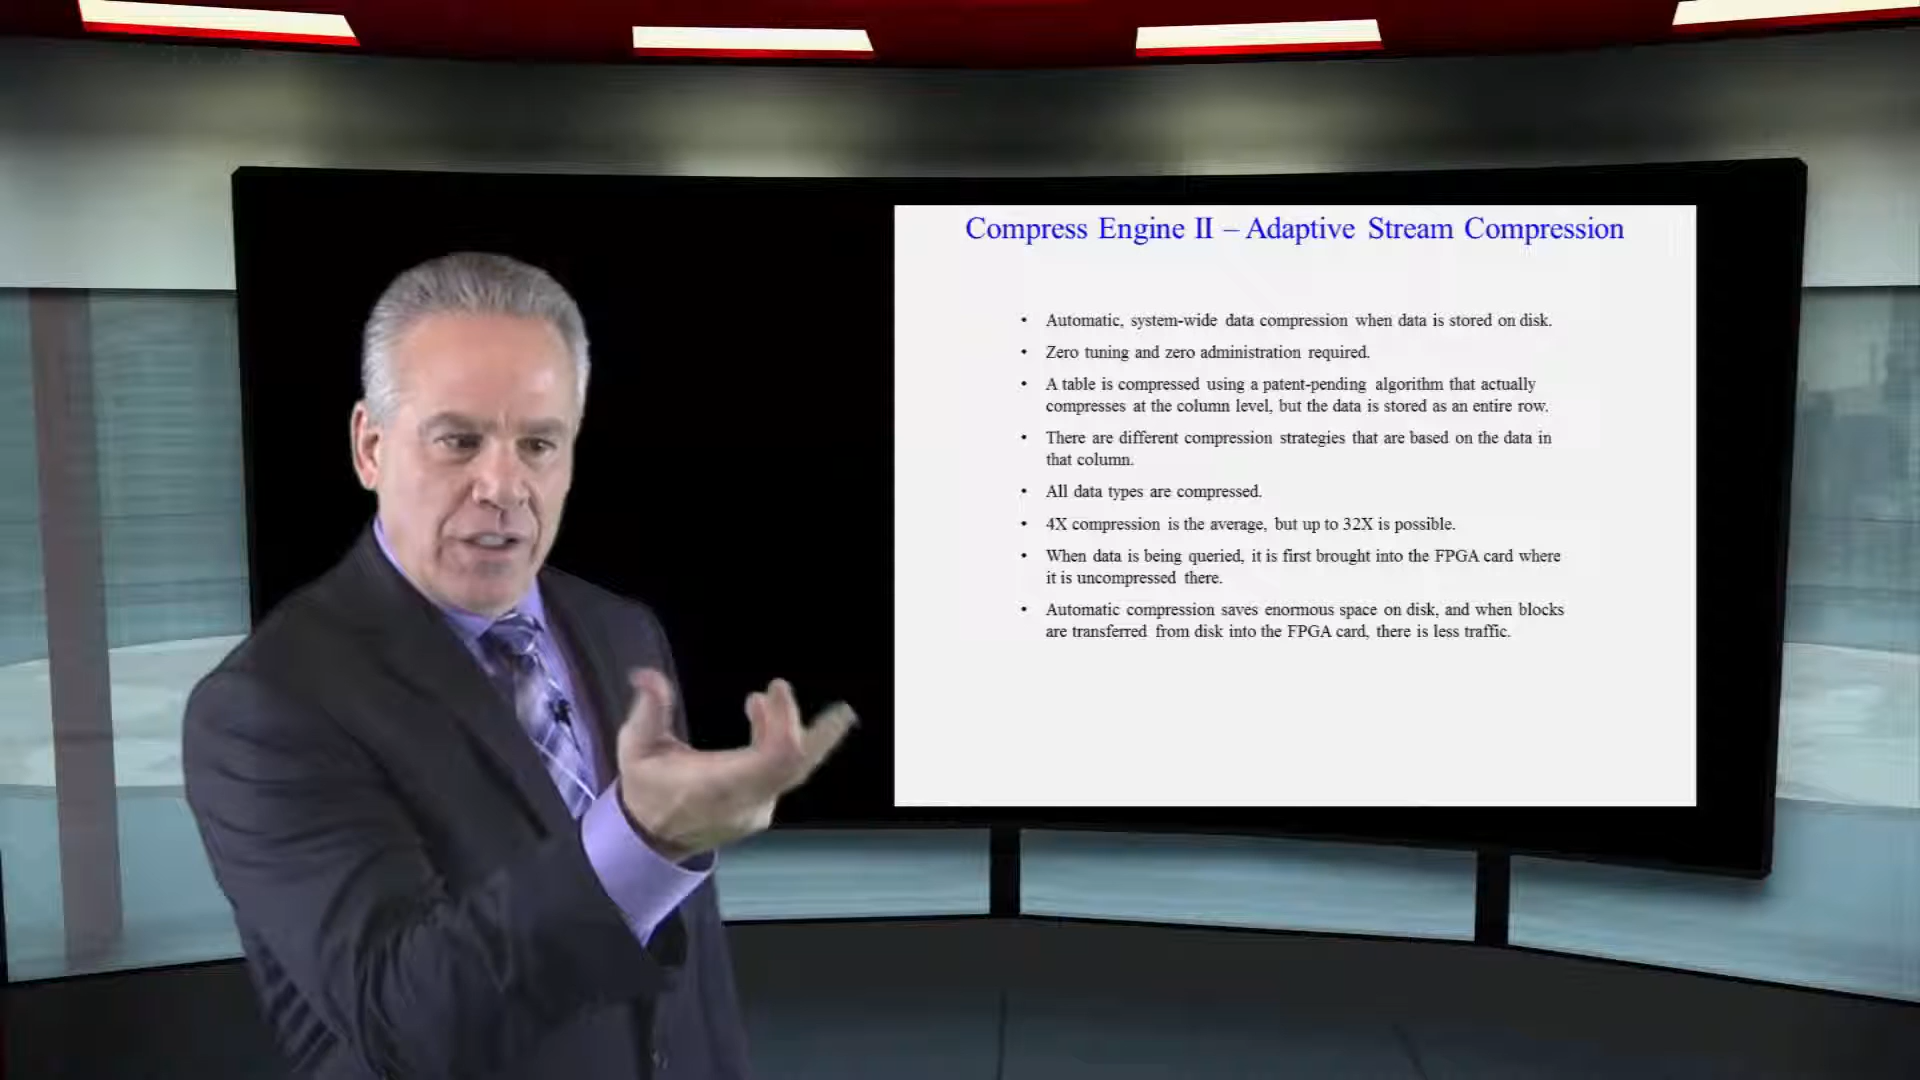 Compress Engine II – Adaptive Stream Compression
• Automatic, system-wide data compression when data is stored on disk.
• Zero tuning and zero administration required.
• A table is compressed using a patent-pending algorithm that actually
compresses at the column level, but the data is stored as an entire row.
• There are different compression strategies that are based on the data in
that column.
• All data types are compressed.
• 4X compression is the average, but up to 32X is possible.
• When data is being queried, it is first brought into the FPGA card where
it is uncompressed there.
• Automatic compression saves enormous space on disk, and when blocks
are transferred from disk into the FPGA card, there is less traffic.